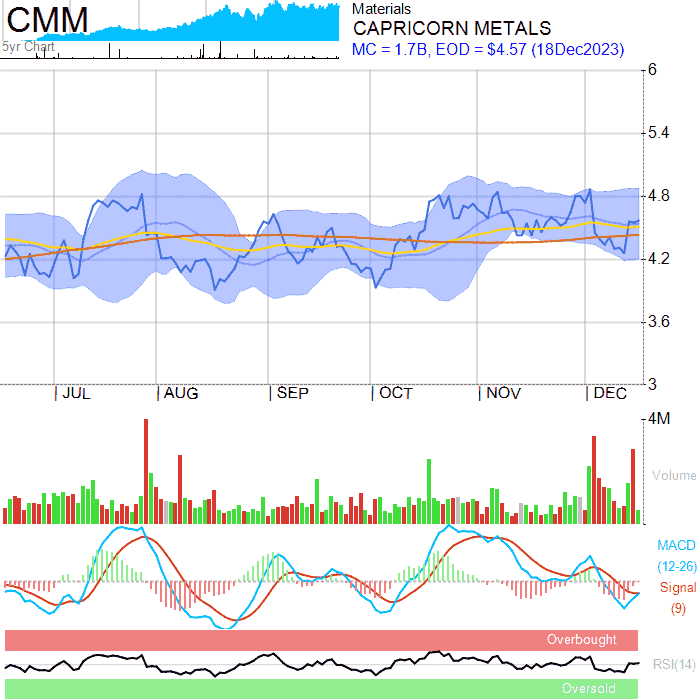 CMM
5yr Chart
Materials
CAPRICORN METALS
MC = 1.7B, EOD = $4.57 (18Dec2023)
6
5.4
4.8
4.2
3.6
3
JUL AUG SEP OCT NOV DEC
4M
Volume
MACD
(12-26)
Signal
(9)
Overbought
RSI(14)
Oversold